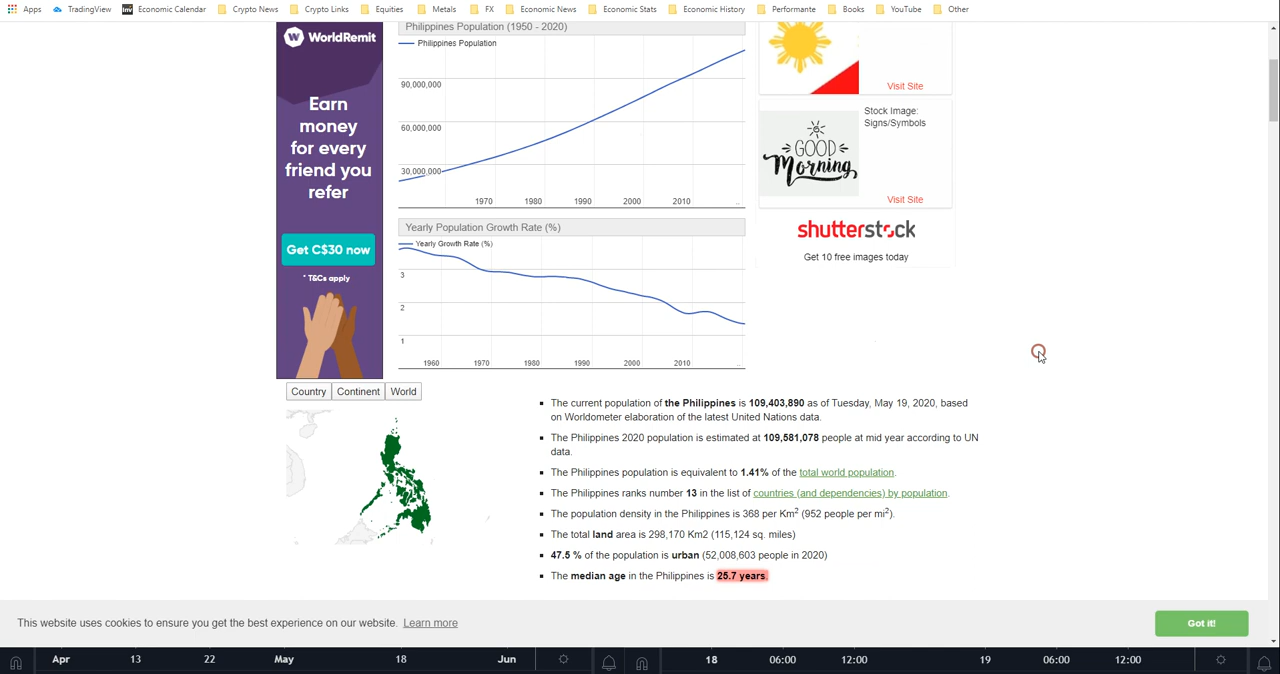 Apps TradingView Inv Economic Calendar Crypto News Crypto Links Equities Metals FX Economic News Economic Stats Economic History Performante Books YouTube Other
WorldRemit
Earn
money
for every
friend you
refer
Get C$30 now
* T&Cs apply
Philippines Population (1950 - 2020)
Philippines Population
90,000,000
60,000,000
30,000,000
1970 1980 1990 2000 2010 ..
Yearly Population Growth Rate (%)
Yearly Growth Rate (%)
3
2
1
1960 1970 1980 1990 2000 2010 ..
Visit Site
GOOD
Morning
Stock Image:
Signs/Symbols
Visit Site
shutterstock
Get 10 free images today
Country Continent World
The current population of the Philippines is 109,403,890 as of Tuesday, May 19, 2020, based
on Worldometer elaboration of the latest United Nations data.
The Philippines 2020 population is estimated at 109,581,078 people at mid year according to UN
data.
The Philippines population is equivalent to 1.41% of the total world population.
The Philippines ranks number 13 in the list of countries (and dependencies) by population.
The population density in the Philippines is 368 per Km2 (952 people per mi2).
The total land area is 298,170 Km2 (115,124 sq. miles)
47.5 % of the population is urban (52,008,603 people in 2020)
The median age in the Philippines is 25.7 years.
This website uses cookies to ensure you get the best experience on our website. Learn more
Got it!
Apr 13 22 May 18 Jun 18 06:00 12:00 19 06:00 12:00